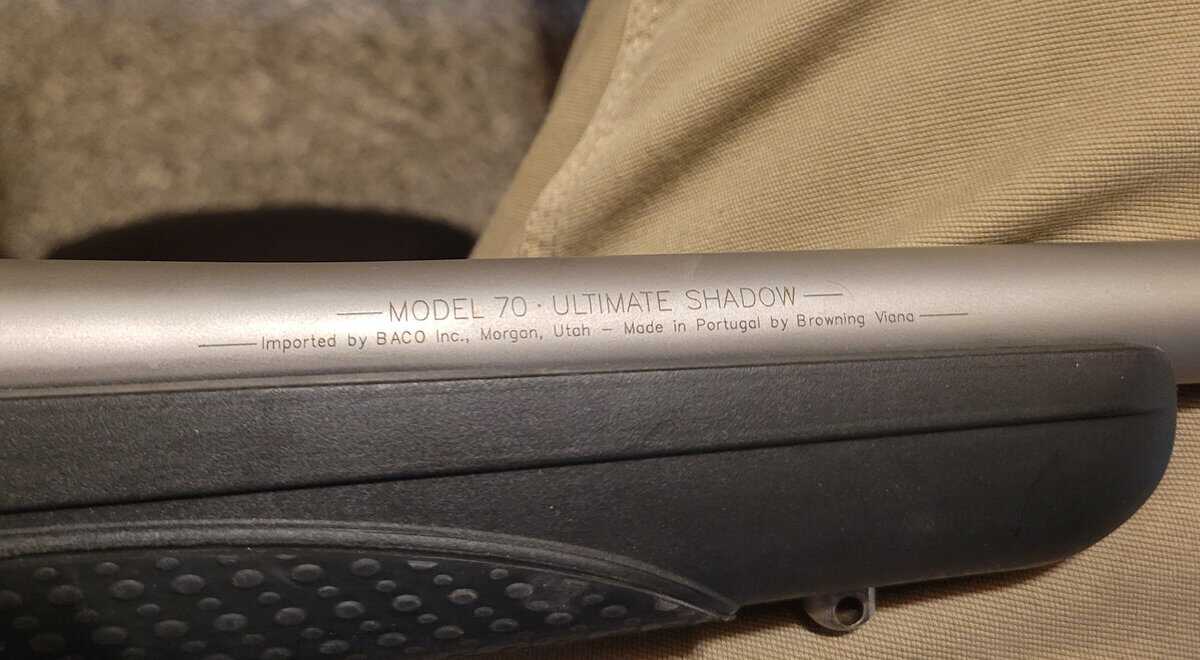 MODEL 70 · ULTIMATE SHADOW
Imported by BACO Inc., Morgan, Utah – Made in Portugal by Browning Viana